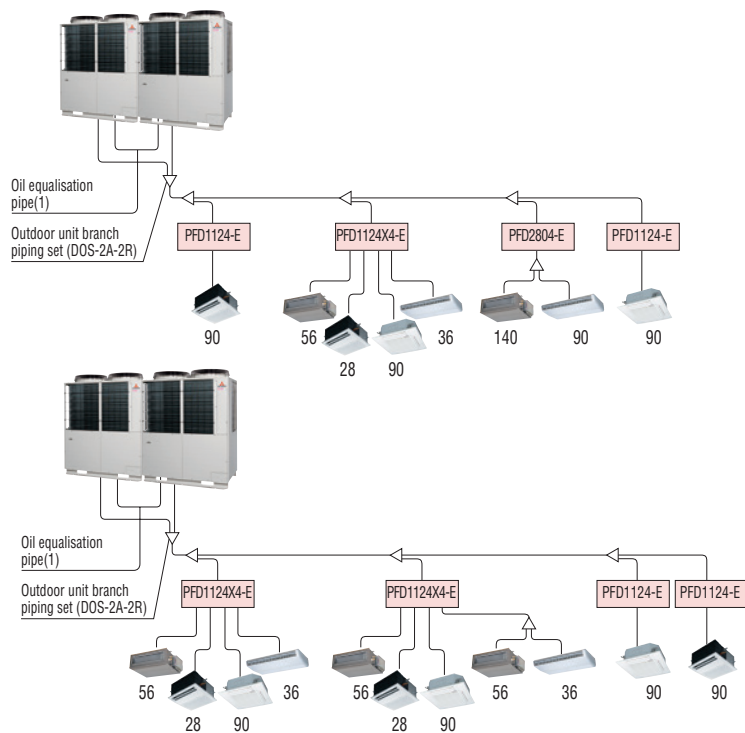 Oil equalisation
pipe(1)
Outdoor unit branch
piping set (DOS-2A-2R)
PFD1124-E
PFD1124X4-E
PFD2804-E
PFD1124-E
90
56
28
90
36
140
90
90
Oil equalisation
pipe(1)
Outdoor unit branch
piping set (DOS-2A-2R)
PFD1124X4-E
PFD1124X4-E
PFD1124-E
PFD1124-E
56
28
90
36
56
28
90
56
36
90
90